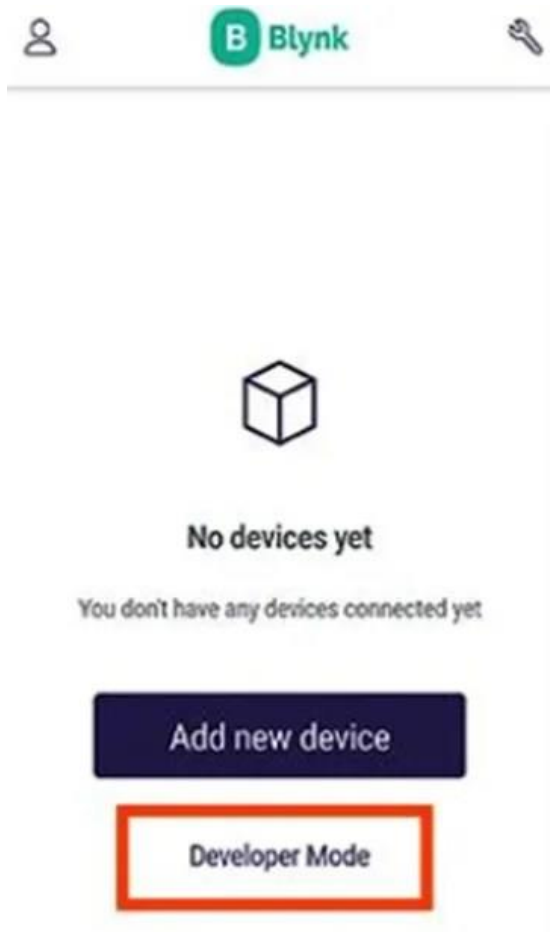 B Blynk
No devices yet
You don't have any devices connected yet
Add new device
Developer Mode